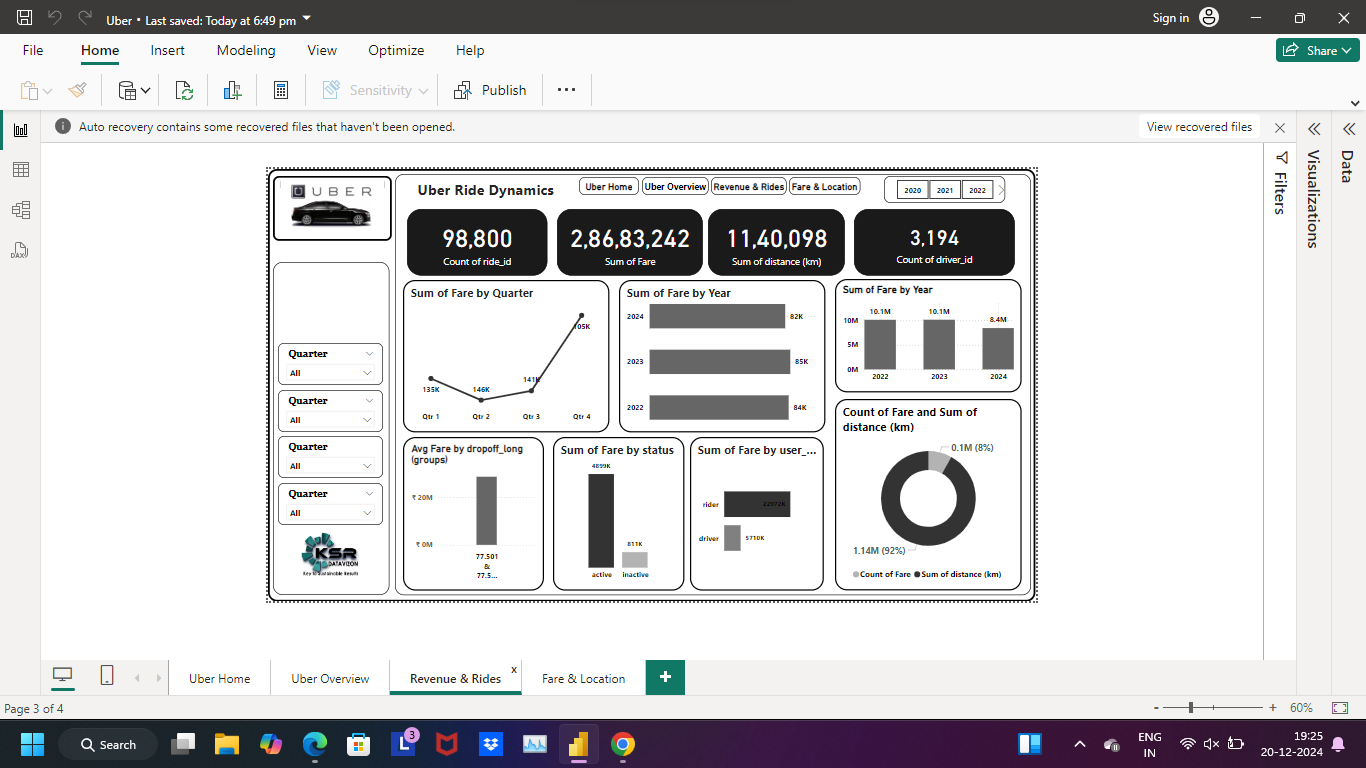 Uber • Last saved: Today at 6:49 pm
Sign in
File Home Insert Modeling View Optimize Help
Share
Sensitivity
Publish
Auto recovery contains some recovered files that haven't been opened.
View recovered files
UBER
Uber Ride Dynamics
Uber Home
Uber Overview
Revenue & Rides
Fare & Location
2020
2021
2022
98,800
Count of ride_id
2,86,83,242
Sum of Fare
11,40,098
Sum of distance (km)
3,194
Count of driver_id
Quarter
All
Quarter
All
Quarter
All
Quarter
All
KSR
DATAVIZON
Key to Sustainable Results
Sum of Fare by Quarter
135K
146K
141K
105K
Qtr 1
Qtr 2
Qtr 3
Qtr 4
Sum of Fare by Year
2024
82K
2023
85K
2022
84K
Sum of Fare by Year
10M
5M
0M
10.1M
10.1M
8.4M
2022
2023
2024
Avg Fare by dropoff_long
(groups)
₹ 20M
₹ 0M
77.501
&
77.5...
Sum of Fare by status
4899K
811K
active
inactive
Sum of Fare by user_...
rider
22972K
driver
5710K
Count of Fare and Sum of
distance (km)
0.1M (8%)
1.14M (92%)
Count of Fare
Sum of distance (km)
Filters
Visualizations
Data
DAX
Uber Home
Uber Overview
Revenue & Rides
x
Fare & Location
+
Page 3 of 4
- + 60%
Search
L
3
ENG
IN
19:25
20-12-2024